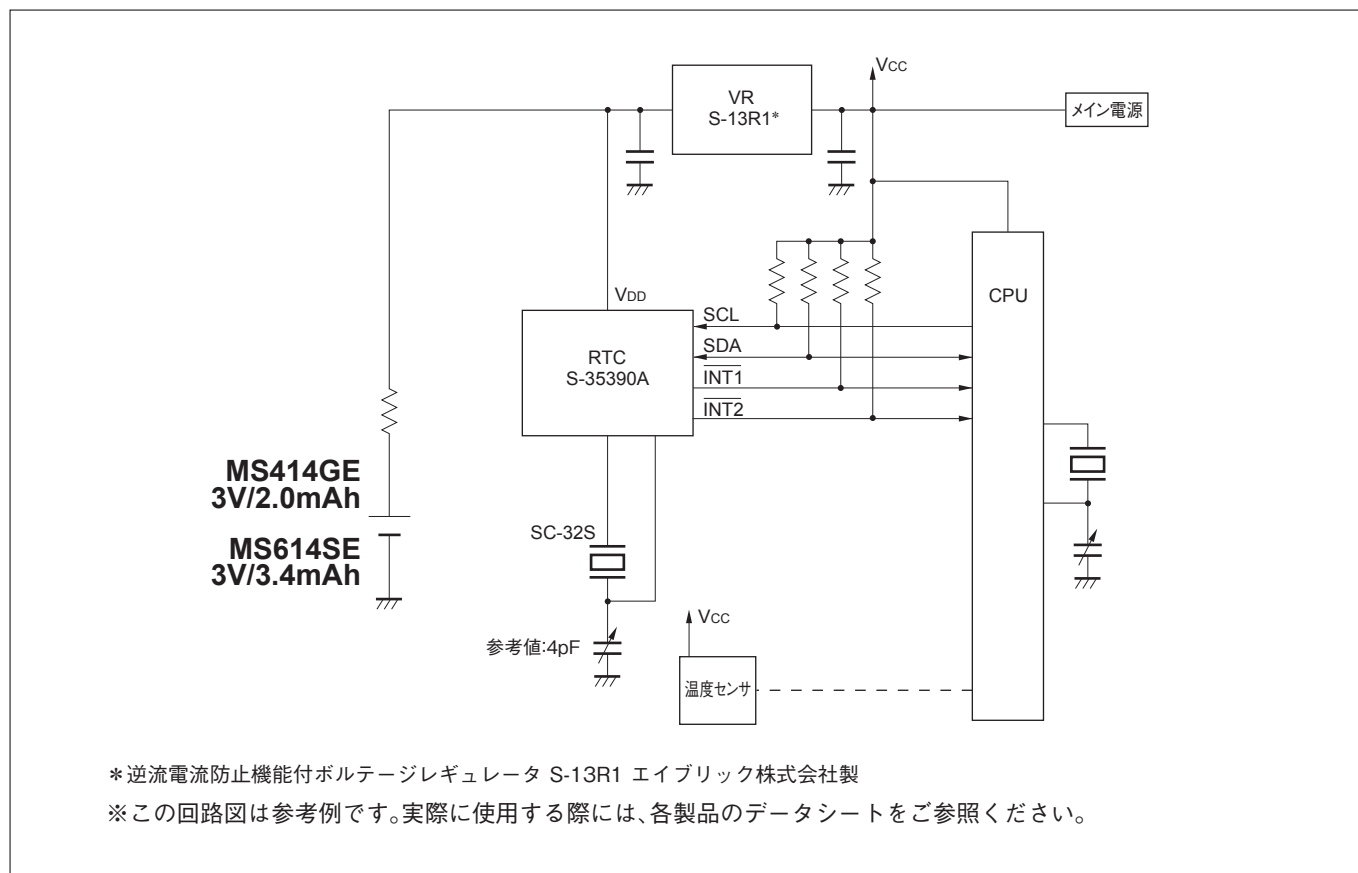 VCC
VR
S-13R1*
メイン電源
VDD
CPU
SCL
RTC
S-35390A
SDA
INT1
INT2
MS414GE
3V/2.0mAh
SC-32S
MS614SE
3V/3.4mAh
VCC
参考値:4pF
温度センサ
*逆流電流防止機能付ボルテージレギュレータ S-13R1 エイブリック株式会社製
※この回路図は参考例です。実際に使用する際には、各製品のデータシートをご参照ください。